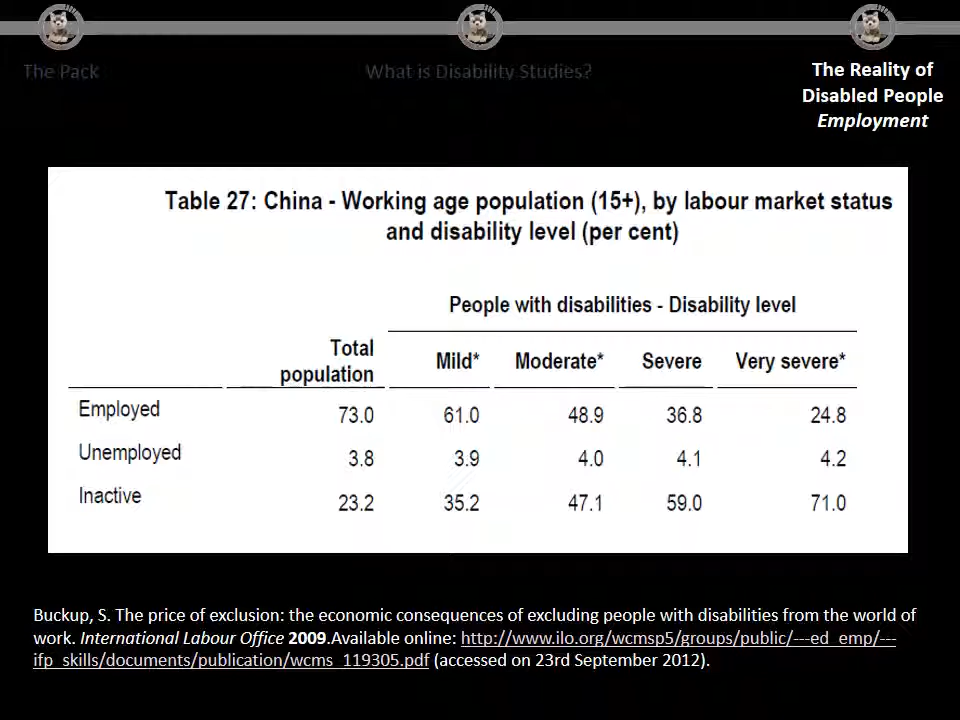 The Pack
What is Disability Studies?
The Reality of
Disabled People
Employment
Table 27: China - Working age population (15+), by labour market status
and disability level (per cent)
People with disabilities - Disability level
Total
population Mild* Moderate* Severe Very severe*
Employed 73.0 61.0 48.9 36.8 24.8
Unemployed 3.8 3.9 4.0 4.1 4.2
Inactive 23.2 35.2 47.1 59.0 71.0
Buckup, S. The price of exclusion: the economic consequences of excluding people with disabilities from the world of
work. International Labour Office 2009.Available online: http://www.ilo.org/wcmsp5/groups/public/---ed_emp/---
ifp_skills/documents/publication/wcms_119305.pdf (accessed on 23rd September 2012).